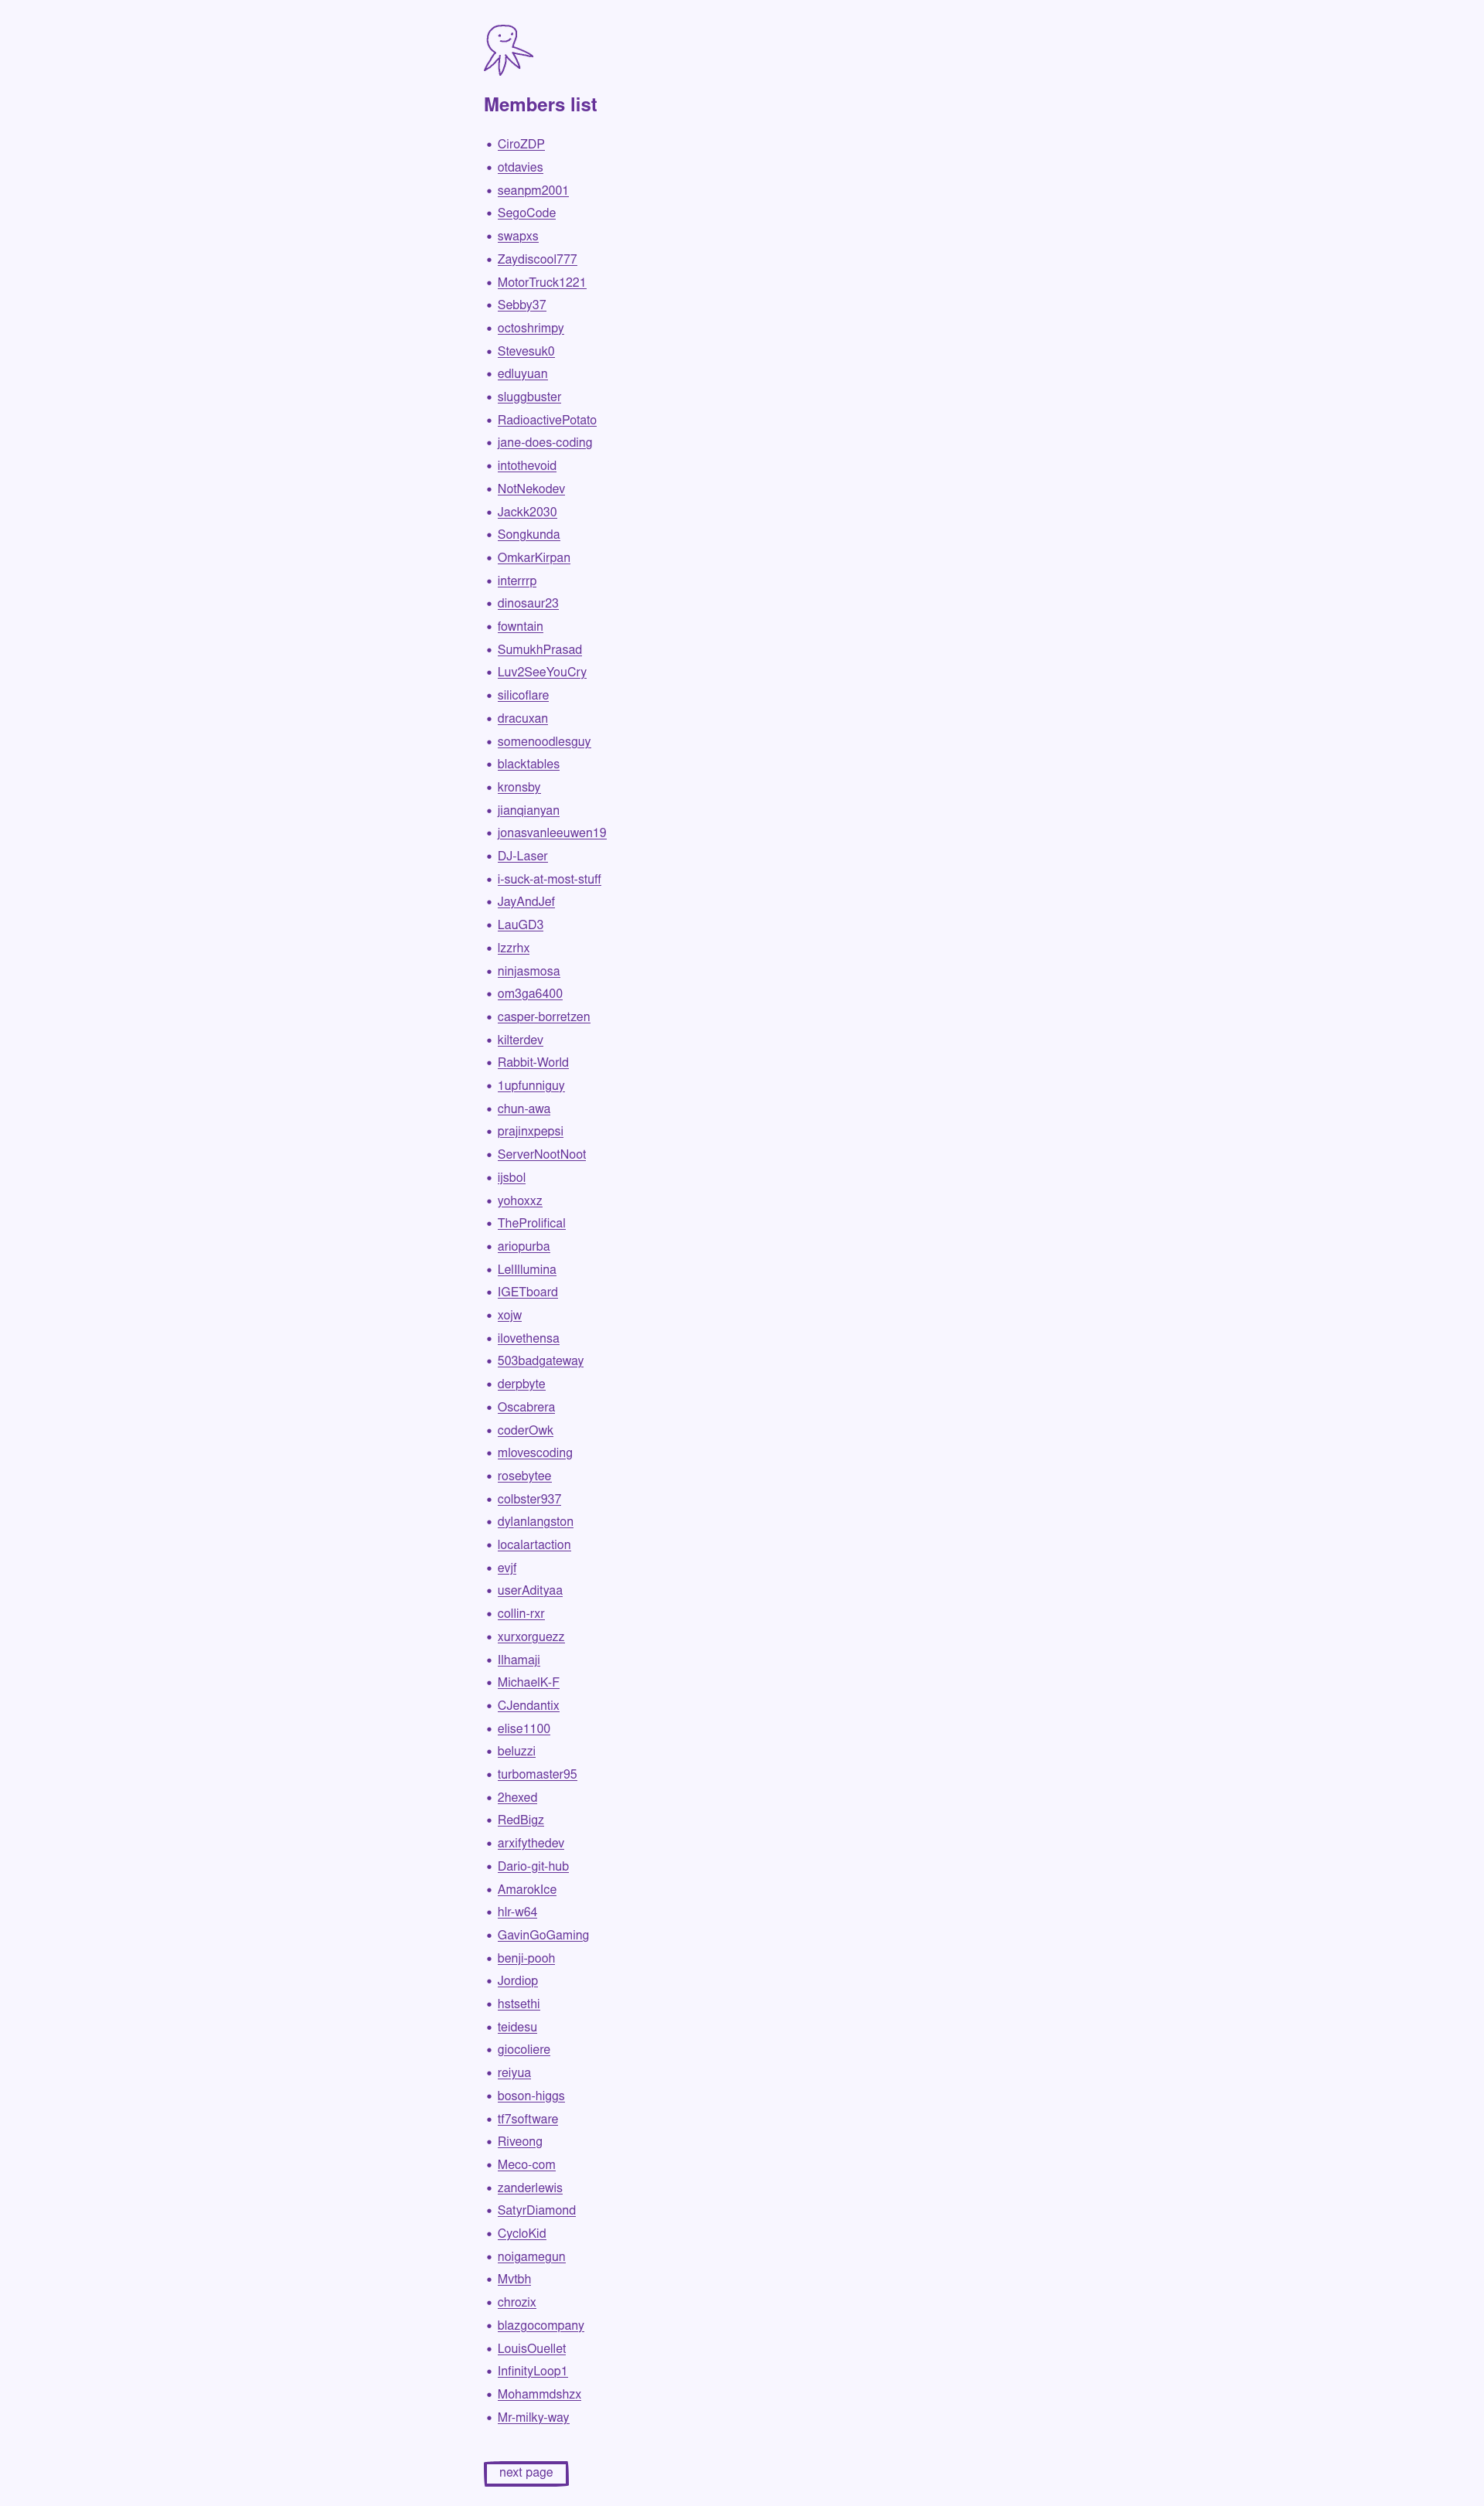 Members list
CiroZDP
otdavies
seanpm2001
SegoCode
swapxs
Zaydiscool777
MotorTruck1221
Sebby37
octoshrimpy
Stevesuk0
edluyuan
sluggbuster
RadioactivePotato
jane-does-coding
intothevoid
NotNekodev
Jackk2030
Songkunda
OmkarKirpan
interrrp
dinosaur23
fowntain
SumukhPrasad
Luv2SeeYouCry
silicoflare
dracuxan
somenoodlesguy
blacktables
kronsby
jianqianyan
jonasvanleeuwen19
DJ-Laser
i-suck-at-most-stuff
JayAndJef
LauGD3
lzzrhx
ninjasmosa
om3ga6400
casper-borretzen
kilterdev
Rabbit-World
1upfunniguy
chun-awa
prajinxpepsi
ServerNootNoot
ijsbol
yohoxxz
TheProlifical
ariopurba
LelIllumina
IGETboard
xojw
ilovethensa
503badgateway
derpbyte
Oscabrera
coderOwk
mlovescoding
rosebytee
colbster937
dylanlangston
localartaction
evjf
userAdityaa
collin-rxr
xurxorguezz
Ilhamaji
MichaelK-F
CJendantix
elise1100
beluzzi
turbomaster95
2hexed
RedBigz
arxifythedev
Dario-git-hub
AmarokIce
hlr-w64
GavinGoGaming
benji-pooh
Jordiop
hstsethi
teidesu
giocoliere
reiyua
boson-higgs
tf7software
Riveong
Meco-com
zanderlewis
SatyrDiamond
CycloKid
noigamegun
Mvtbh
chrozix
blazgocompany
LouisOuellet
InfinityLoop1
Mohammdshzx
Mr-milky-way
next page